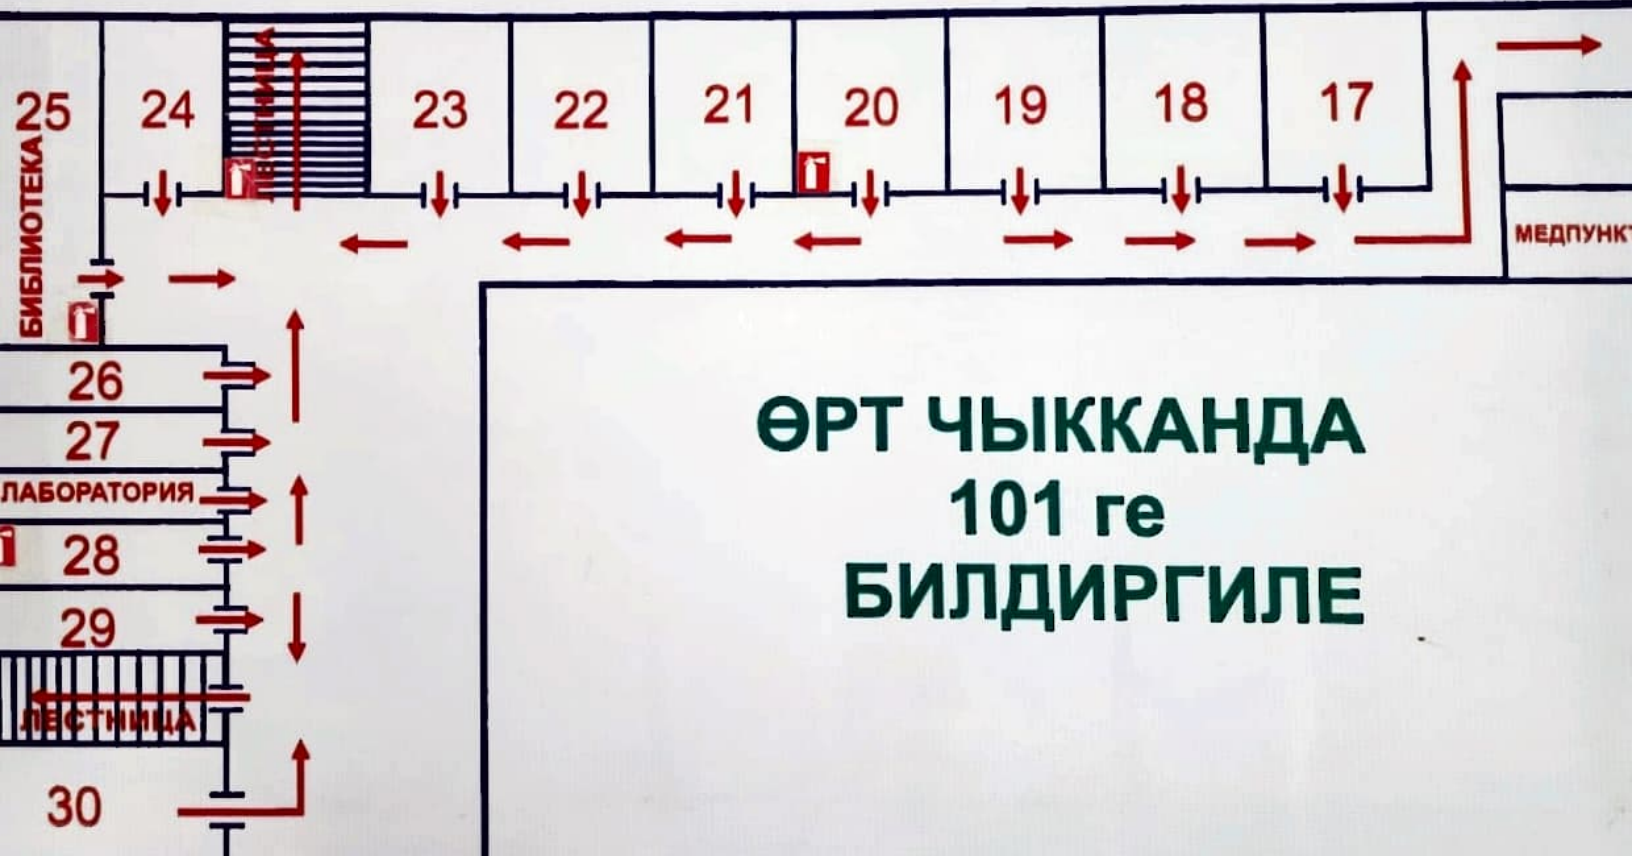 25
БИБЛИОТЕКА
24
ЛЕСТНИЦА
23
22
21
20
19
18
17
МЕДПУНКТ
26
27
ЛАБОРАТОРИЯ
28
29
ЛЕСТНИЦА
30
ӨРТ ЧЫККАНДА
101 ге
БИЛДИРГИЛЕ